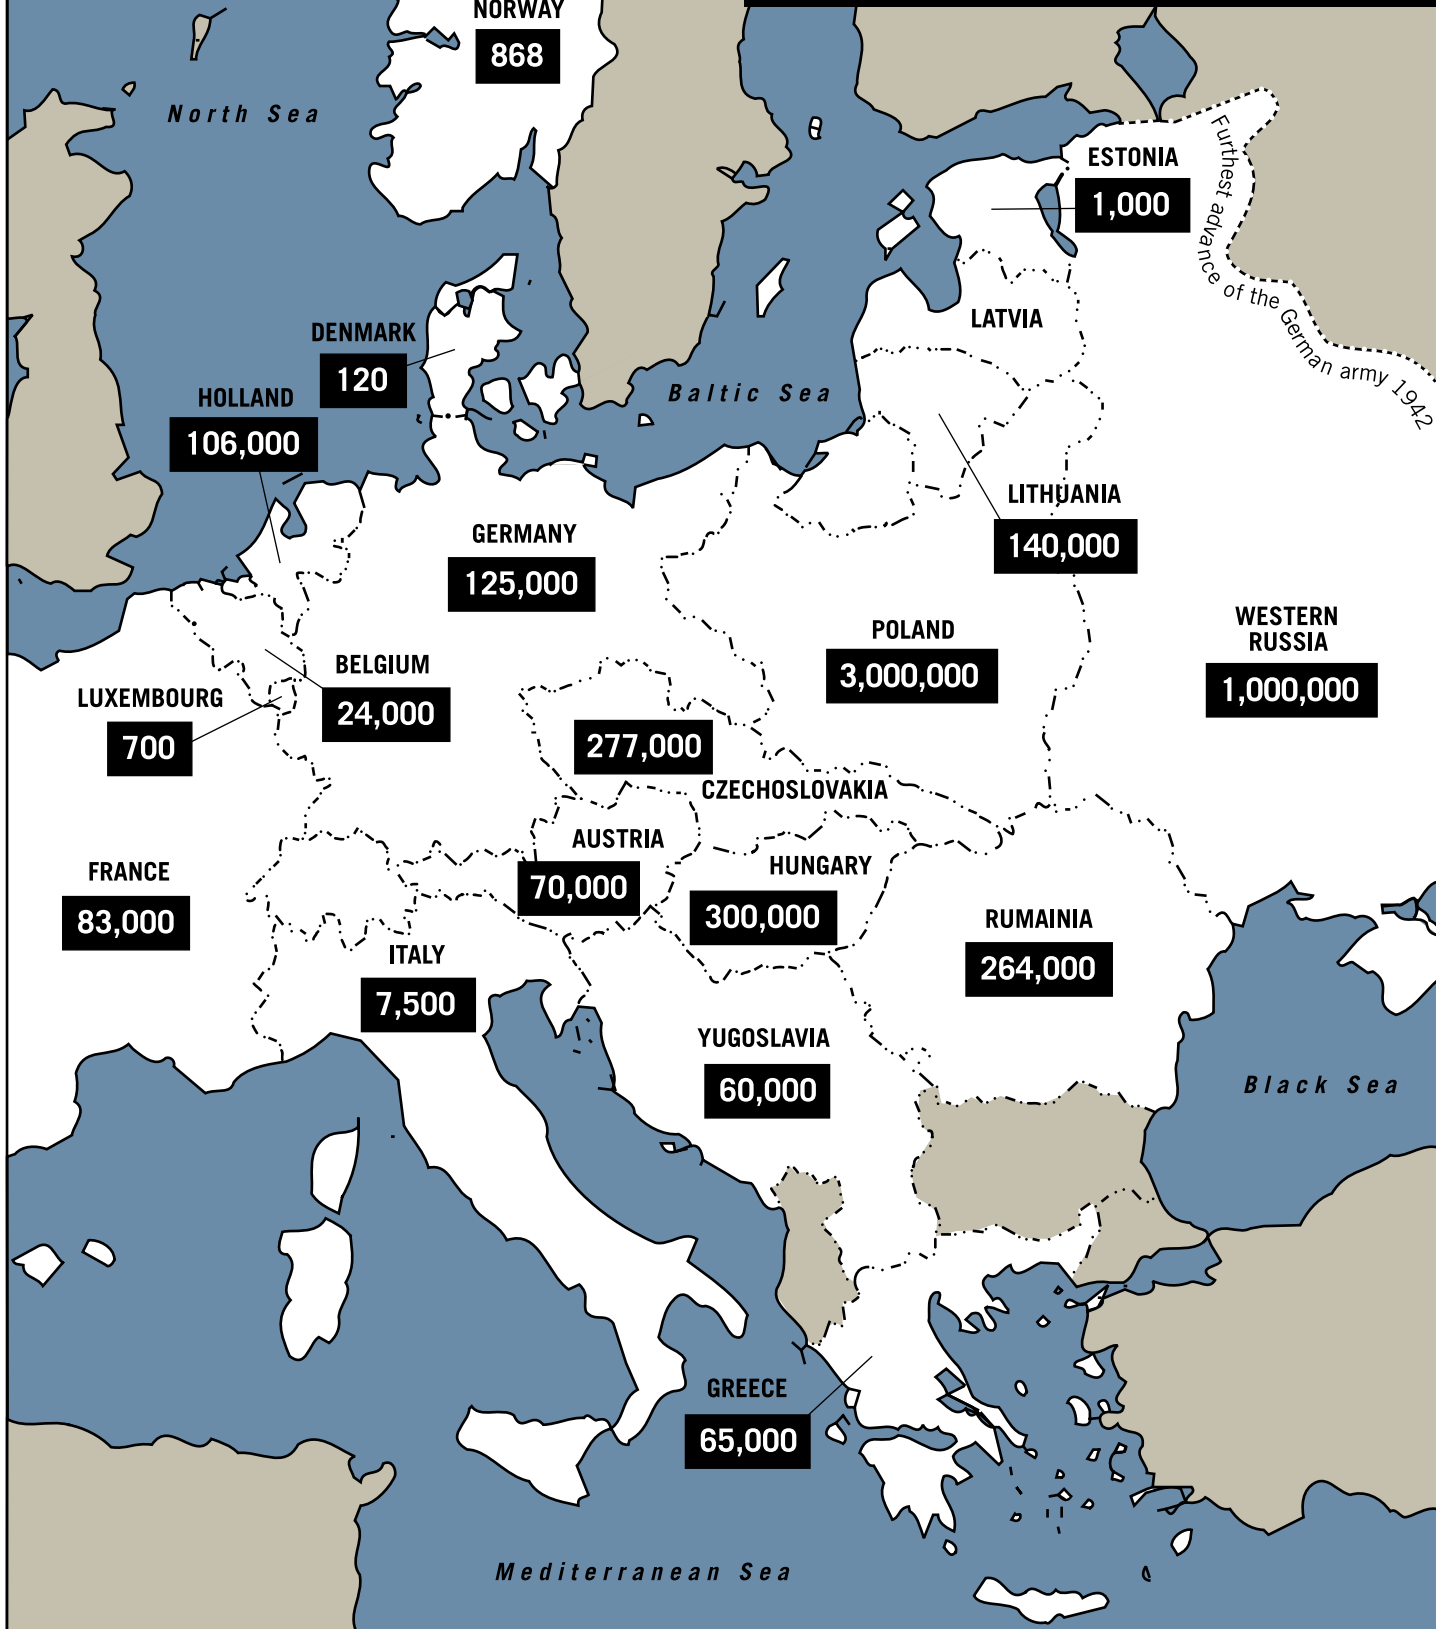 NORWAY
868
North Sea
ESTONIA
1,000
Furthest advance of the German army 1942
LATVIA
DENMARK
120
Baltic Sea
HOLLAND
106,000
LITHUANIA
140,000
GERMANY
125,000
POLAND
3,000,000
WESTERN
RUSSIA
1,000,000
BELGIUM
24,000
LUXEMBOURG
700
277,000
CZECHOSLOVAKIA
AUSTRIA
70,000
HUNGARY
300,000
FRANCE
83,000
RUMAINIA
264,000
ITALY
7,500
YUGOSLAVIA
60,000
Black Sea
GREECE
65,000
Mediterranean Sea